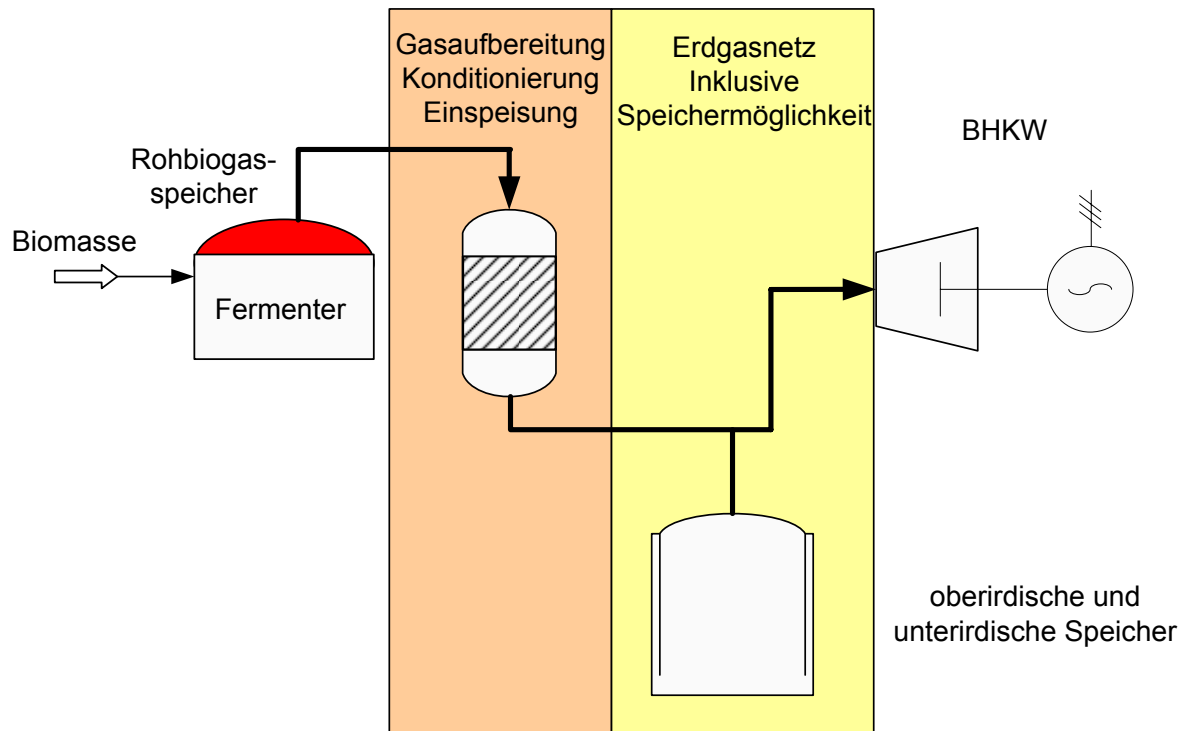 Gasaufbereitung
Konditionierung
Einspeisung
Erdgasnetz
Inklusive
Speichermöglichkeit
BHKW
Rohbiogas-
speicher
Biomasse
Fermenter
oberirdische und
unterirdische Speicher